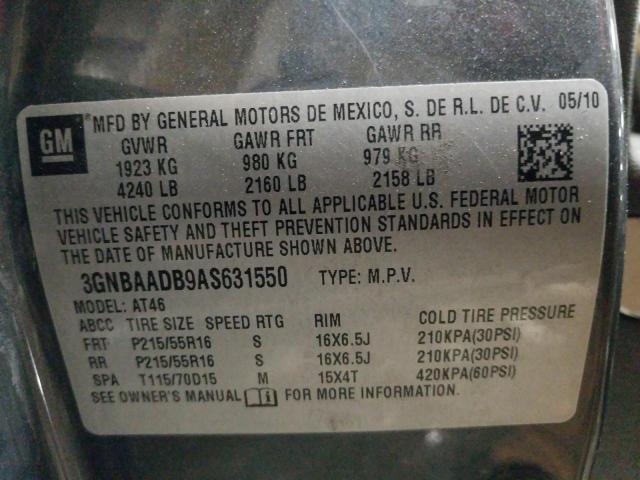 GM
MFD BY GENERAL MOTORS DE MEXICO, S. DE R.L. DE C.V. 05/10
GVWR GAWR FRT GAWR RR
1923 KG 980 KG 979 KG
4240 LB 2160 LB 2158 LB
THIS VEHICLE CONFORMS TO ALL APPLICABLE U.S. FEDERAL MOTOR
VEHICLE SAFETY AND THEFT PREVENTION STANDARDS IN EFFECT ON
THE DATE OF MANUFACTURE SHOWN ABOVE.
3GNBAADB9AS631550 TYPE: M.P.V.
MODEL: AT46
ABCC TIRE SIZE SPEED RTG RIM COLD TIRE PRESSURE
FRT P215/55R16 S 16X6.5J 210KPA(30PSI)
RR P215/55R16 S 16X6.5J 210KPA(30PSI)
SPA T115/70D15 M 15X4T 420KPA(60PSI)
SEE OWNER'S MANUAL FOR MORE INFORMATION.